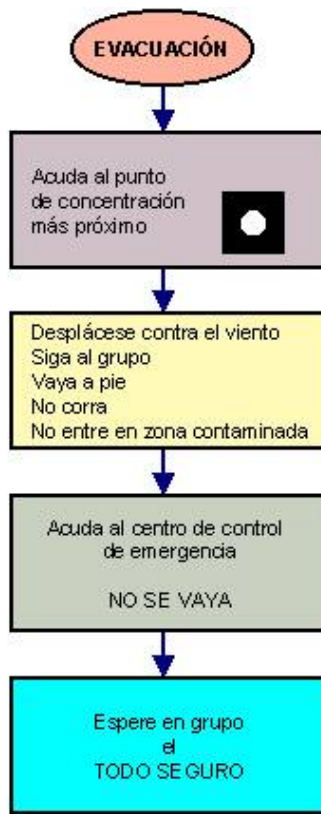 EVACUACIÓN
Acuda al punto
de concentración
más próximo
Desplácese contra el viento
Siga al grupo
Vaya a pie
No corra
No entre en zona contaminada
Acuda al centro de control
de emergencia
NO SE VAYA
Espere en grupo
el
TODO SEGURO